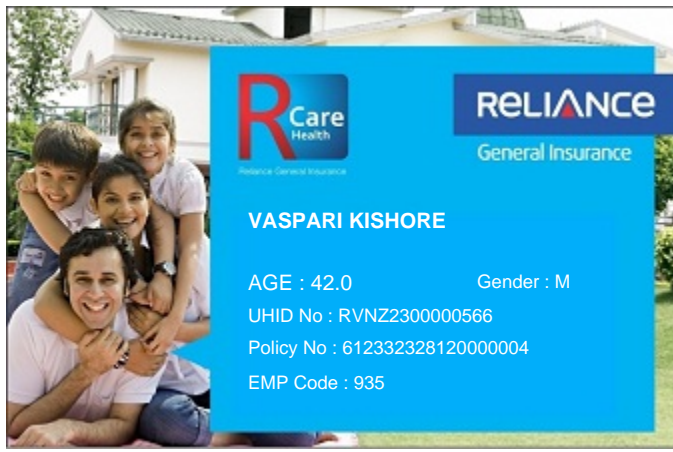 R Care
Health
Reliance General Insurance
RELIANCE
General Insurance
VASPARI KISHORE
AGE : 42.0
Gender : M
UHID No : RVNZ2300000566
Policy No : 612332328120000004
EMP Code : 935